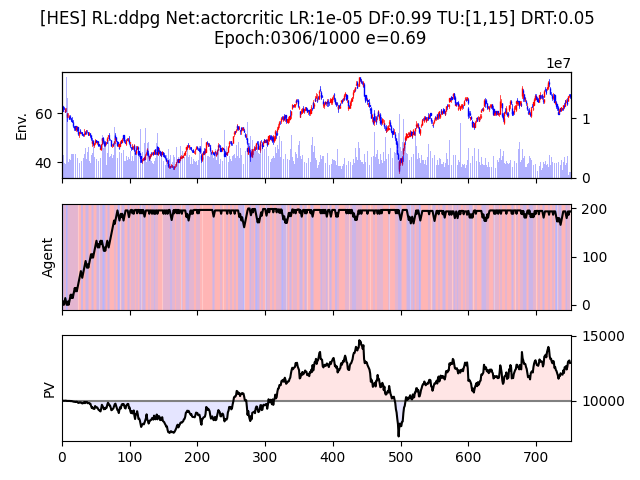 [HES] RL:ddpg Net:actorcritic LR:1e-05 DF:0.99 TU:[1,15] DRT:0.05
Epoch:0306/1000 e=0.69
1e7
Env.
60
40
1
0
Agent
200
100
0
PV
15000
10000
0 100 200 300 400 500 600 700